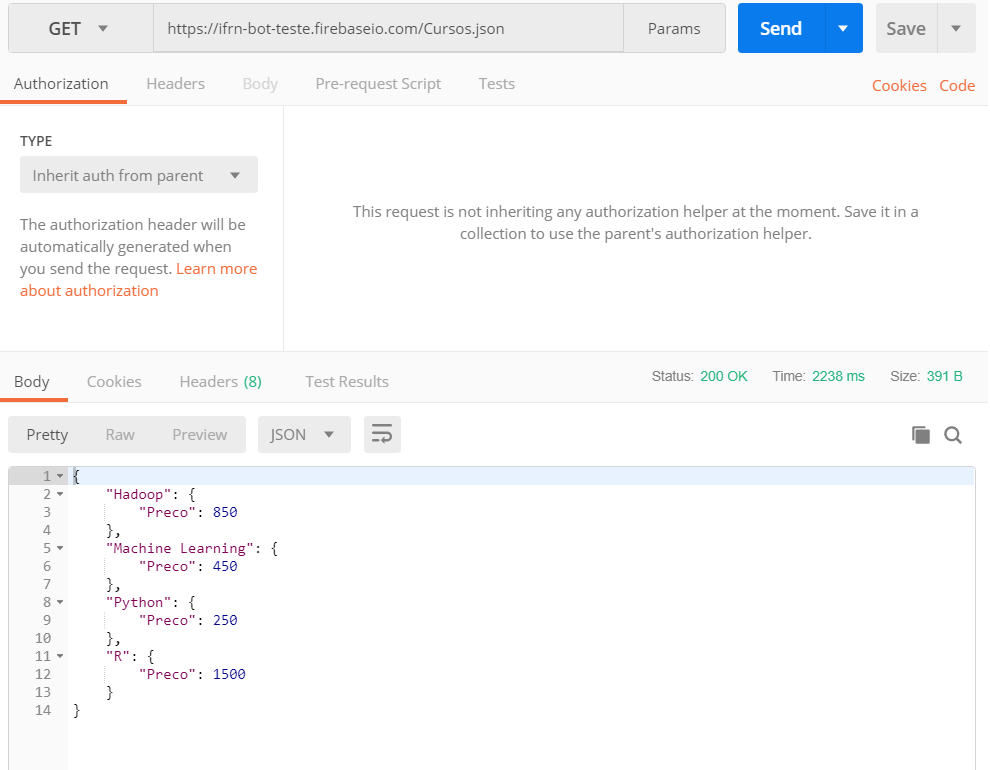 GET https://ifrn-bot-teste.firebaseio.com/Cursos.json Params Send Save
Authorization Headers Body Pre-request Script Tests Cookies Code
TYPE
Inherit auth from parent
The authorization header will be
automatically generated when
you send the request. Learn more
about authorization
This request is not inheriting any authorization helper at the moment. Save it in a
collection to use the parent's authorization helper.
Body Cookies Headers (8) Test Results Status: 200 OK Time: 2238 ms Size: 391 B
Pretty Raw Preview JSON
1 {
2 "Hadoop": {
3 "Preco": 850
4 },
5 "Machine Learning": {
6 "Preco": 450
7 },
8 "Python": {
9 "Preco": 250
10 },
11 "R": {
12 "Preco": 1500
13 }
14 }